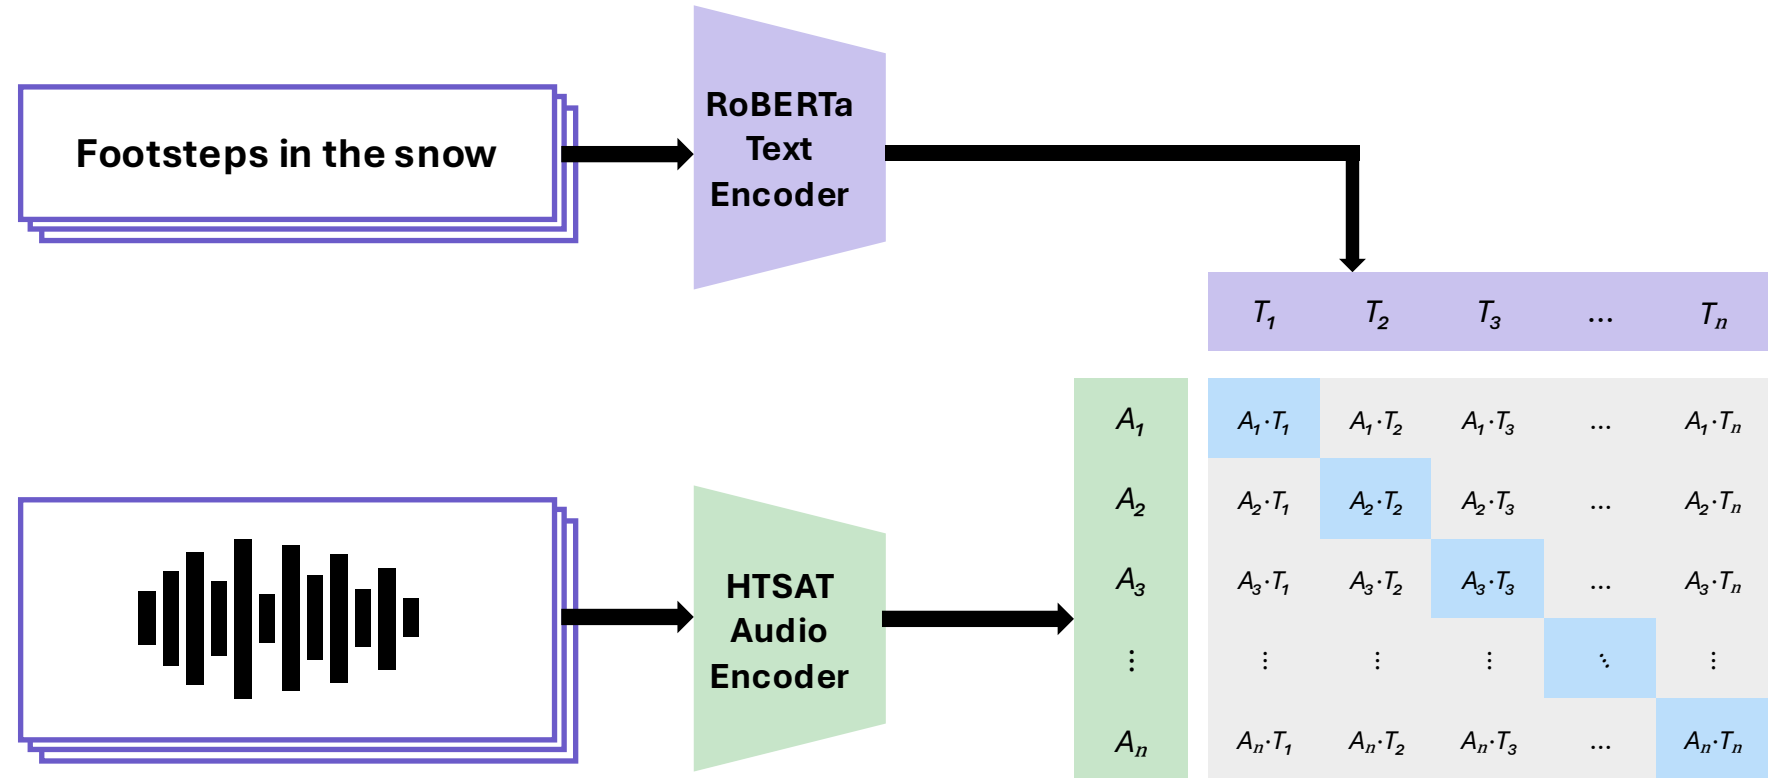 Footsteps in the snow
RoBERTa
Text
Encoder
T₁ T₂ T₃ ... Tₙ
A₁ A₁·T₁ A₁·T₂ A₁·T₃ ... A₁·Tₙ
A₂ A₂·T₁ A₂·T₂ A₂·T₃ ... A₂·Tₙ
HTSAT
Audio
Encoder
A₃ A₃·T₁ A₃·T₂ A₃·T₃ ... A₃·Tₙ
⋮ ⋮ ⋮ ⋮ ⋱ ⋮
Aₙ Aₙ·T₁ Aₙ·T₂ Aₙ·T₃ ... Aₙ·Tₙ